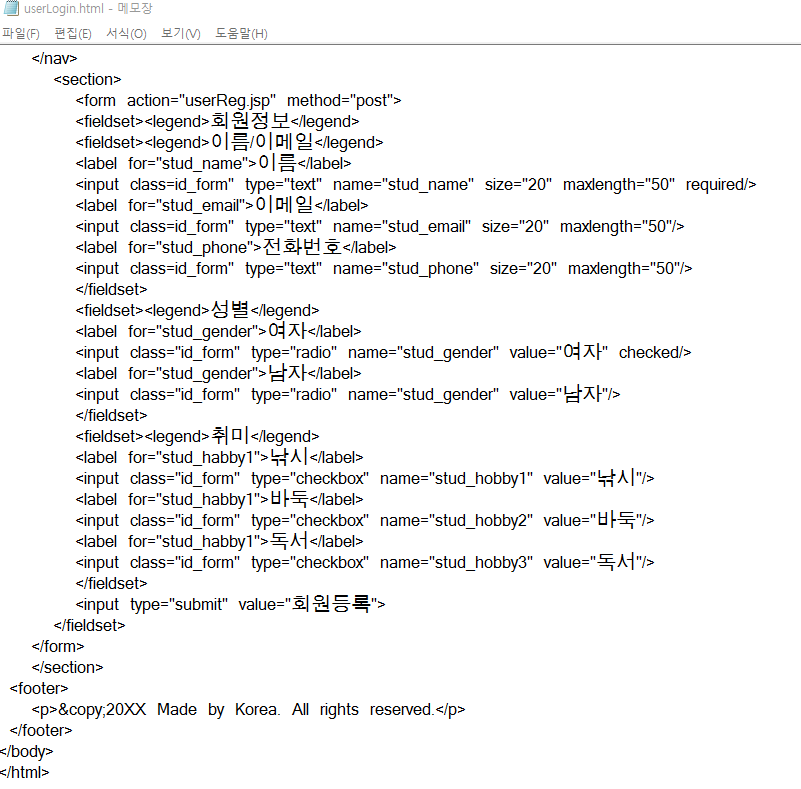 userLogin.html - 메모장
파일(F) 편집(E) 서식(O) 보기(V) 도움말(H)
</nav>
<section>
<form action="userReg.jsp" method="post">
<fieldset><legend>회원정보</legend>
<fieldset><legend>이름/이메일</legend>
<label for="stud_name">이름</label>
<input class=id_form" type="text" name="stud_name" size="20" maxlength="50" required/>
<label for="stud_email">이메일</label>
<input class=id_form" type="text" name="stud_email" size="20" maxlength="50"/>
<label for="stud_phone">전화번호</label>
<input class=id_form" type="text" name="stud_phone" size="20" maxlength="50"/>
</fieldset>
<fieldset><legend>성별</legend>
<label for="stud_gender">여자</label>
<input class="id_form" type="radio" name="stud_gender" value="여자" checked/>
<label for="stud_gender">남자</label>
<input class="id_form" type="radio" name="stud_gender" value="남자"/>
</fieldset>
<fieldset><legend>취미</legend>
<label for="stud_habby1">낚시</label>
<input class="id_form" type="checkbox" name="stud_hobby1" value="낚시"/>
<label for="stud_habby1">바둑</label>
<input class="id_form" type="checkbox" name="stud_hobby2" value="바둑"/>
<label for="stud_habby1">독서</label>
<input class="id_form" type="checkbox" name="stud_hobby3" value="독서"/>
</fieldset>
<input type="submit" value="회원등록">
</fieldset>
</form>
</section>
<footer>
<p>&copy;20XX Made by Korea. All rights reserved.</p>
</footer>
</body>
</html>